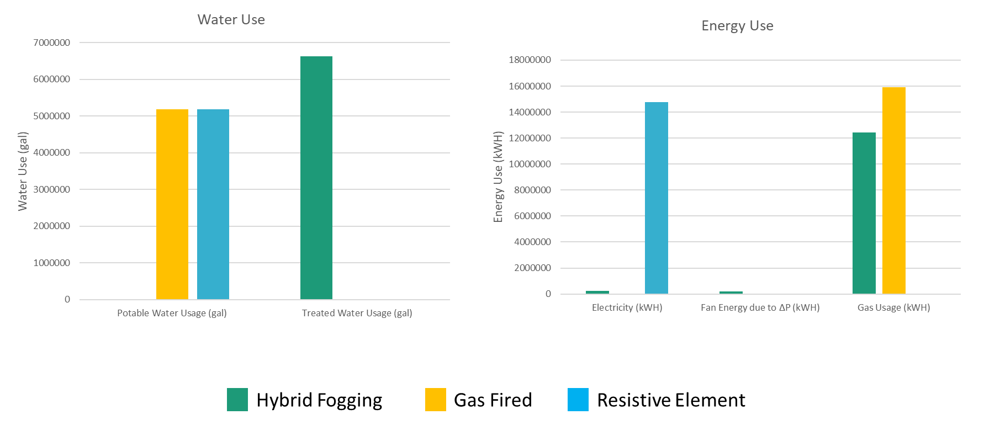 Water Use
Water Use (gal)
7000000
6000000
5000000
4000000
3000000
2000000
1000000
0
Potable Water Usage (gal)
Treated Water Usage (gal)
Energy Use
Energy Use (kWH)
18000000
16000000
14000000
12000000
10000000
8000000
6000000
4000000
2000000
0
Electricity (kWH)
Fan Energy due to ΔP (kWH)
Gas Usage (kWH)
Hybrid Fogging
Gas Fired
Resistive Element